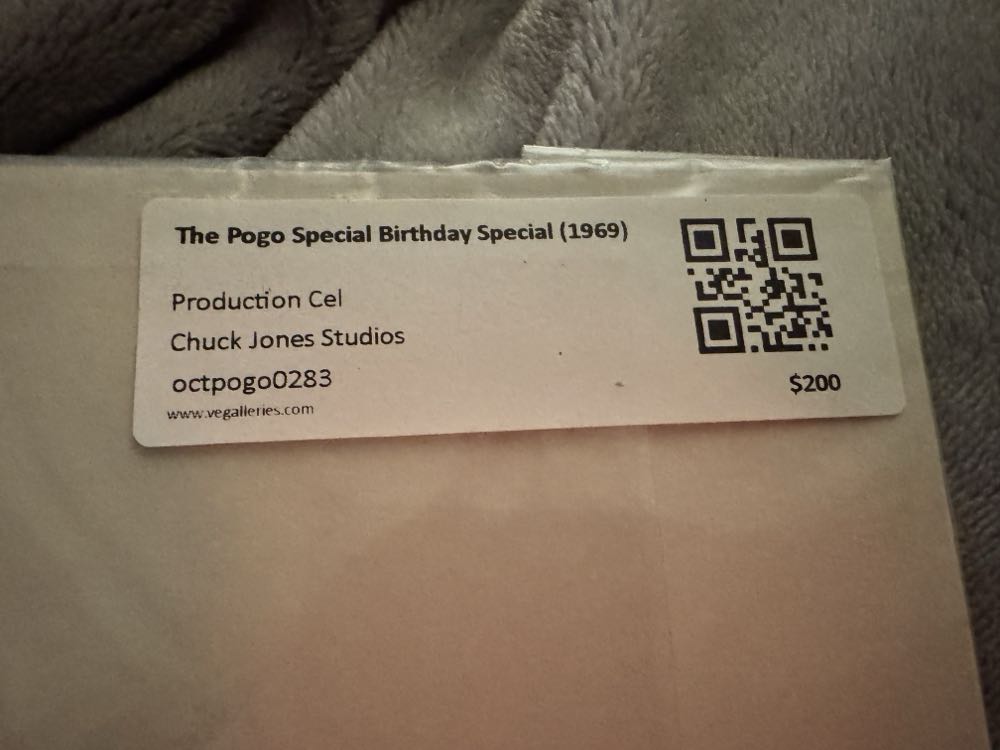 The Pogo Special Birthday Special (1969)
Production Cel
Chuck Jones Studios
octpogo0283
www.vegalleries.com
$200